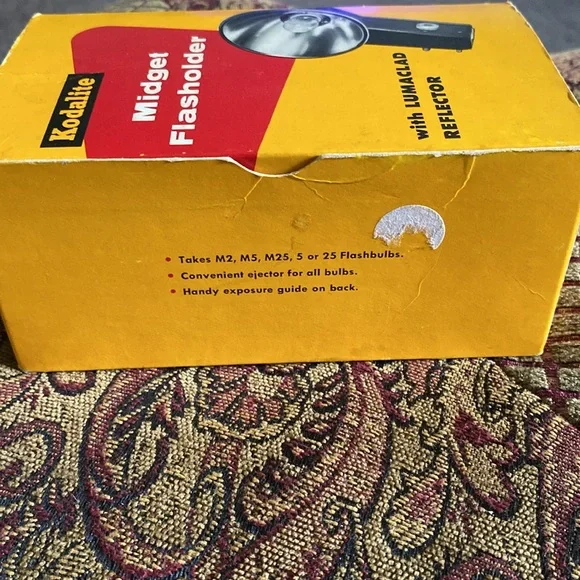 Kodalite
Midget
Flasholder
with LUMACLAD
REFLECTOR
• Takes M2, M5, M25, 5 or 25 Flashbulbs.
• Convenient ejector for all bulbs.
• Handy exposure guide on back.